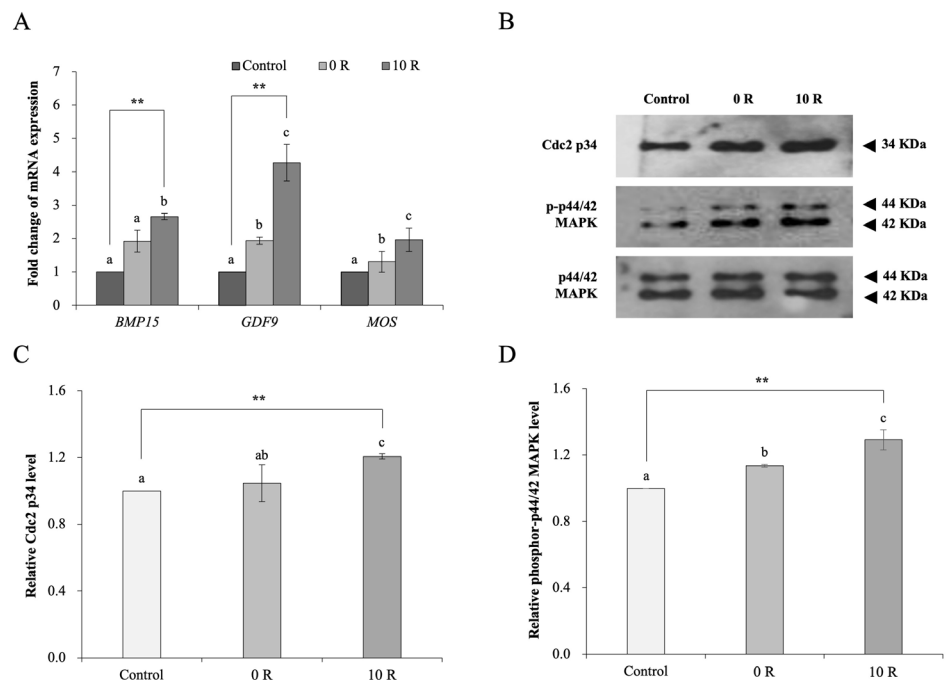 A
Fold change of mRNA expression
7
6
5
4
3
2
1
0
Control 0 R 10 R
**
**
a a b
a b c
a b c
BMP15 GDF9 MOS
B
Control 0 R 10 R
Cdc2 p34
34 KDa
p-p44/42
MAPK
44 KDa
42 KDa
p44/42
MAPK
44 KDa
42 KDa
C
Relative Cdc2 p34 level
1.6
1.2
0.8
0.4
0.0
**
a ab c
Control 0 R 10 R
D
Relative phosphor-p44/42 MAPK level
1.6
1.2
0.8
0.4
0.0
**
a b c
Control 0 R 10 R